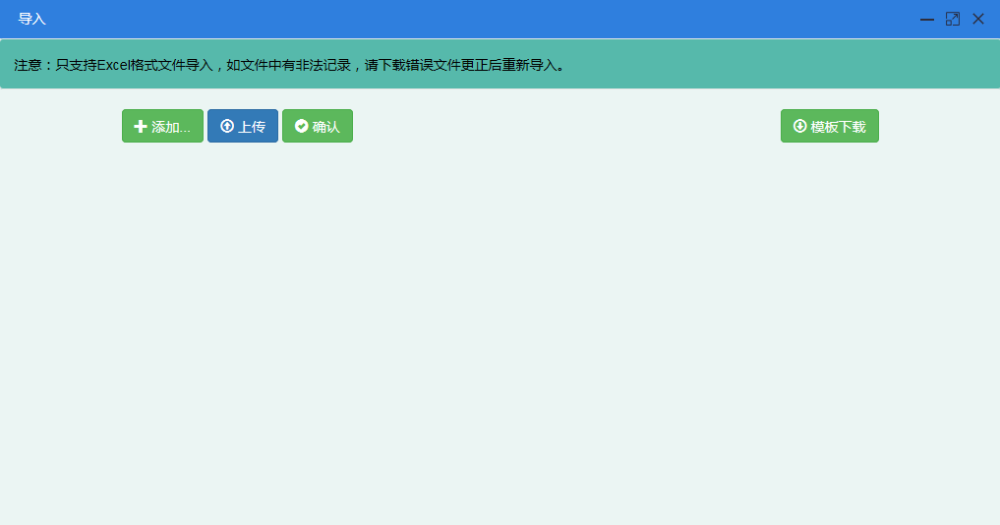 导入
注意：只支持Excel格式文件导入，如文件中有非法记录，请下载错误文件更正后重新导入。
添加... 上传 确认 模板下载